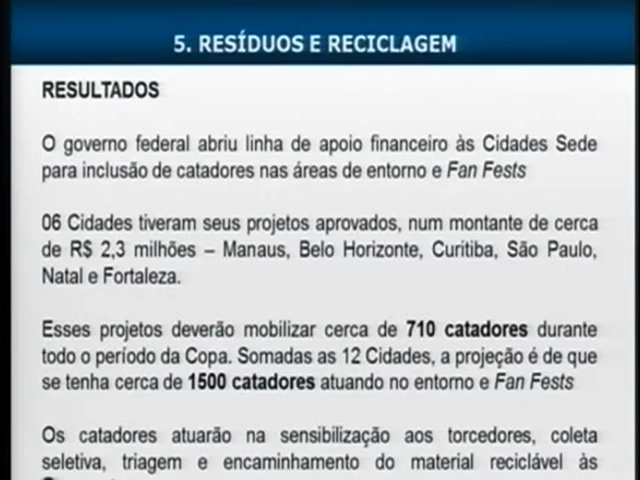 5. RESÍDUOS E RECICLAGEM
RESULTADOS
O governo federal abriu linha de apoio financeiro às Cidades Sede
para inclusão de catadores nas áreas de entorno e Fan Fests
06 Cidades tiveram seus projetos aprovados, num montante de cerca
de R$ 2,3 milhões – Manaus, Belo Horizonte, Curitiba, São Paulo,
Natal e Fortaleza.
Esses projetos deverão mobilizar cerca de 710 catadores durante
todo o período da Copa. Somadas as 12 Cidades, a projeção é de que
se tenha cerca de 1500 catadores atuando no entorno e Fan Fests
Os catadores atuarão na sensibilização aos torcedores, coleta
seletiva, triagem e encaminhamento do material reciclável às